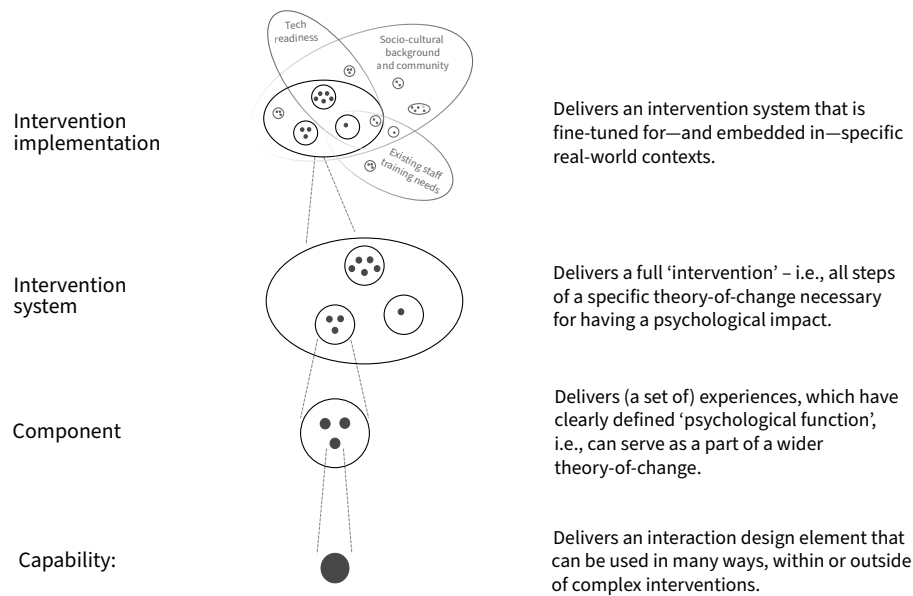 Tech
readiness
Socio-cultural
background
and community
Intervention
implementation
Delivers an intervention system that is
fine-tuned for—and embedded in—specific
real-world contexts.
Existing staff
training needs
Intervention
system
Delivers a full ‘intervention’ – i.e., all steps
of a specific theory-of-change necessary
for having a psychological impact.
Component
Delivers (a set of) experiences, which have
clearly defined ‘psychological function’,
i.e., can serve as a part of a wider
theory-of-change.
Capability:
Delivers an interaction design element that
can be used in many ways, within or outside
of complex interventions.